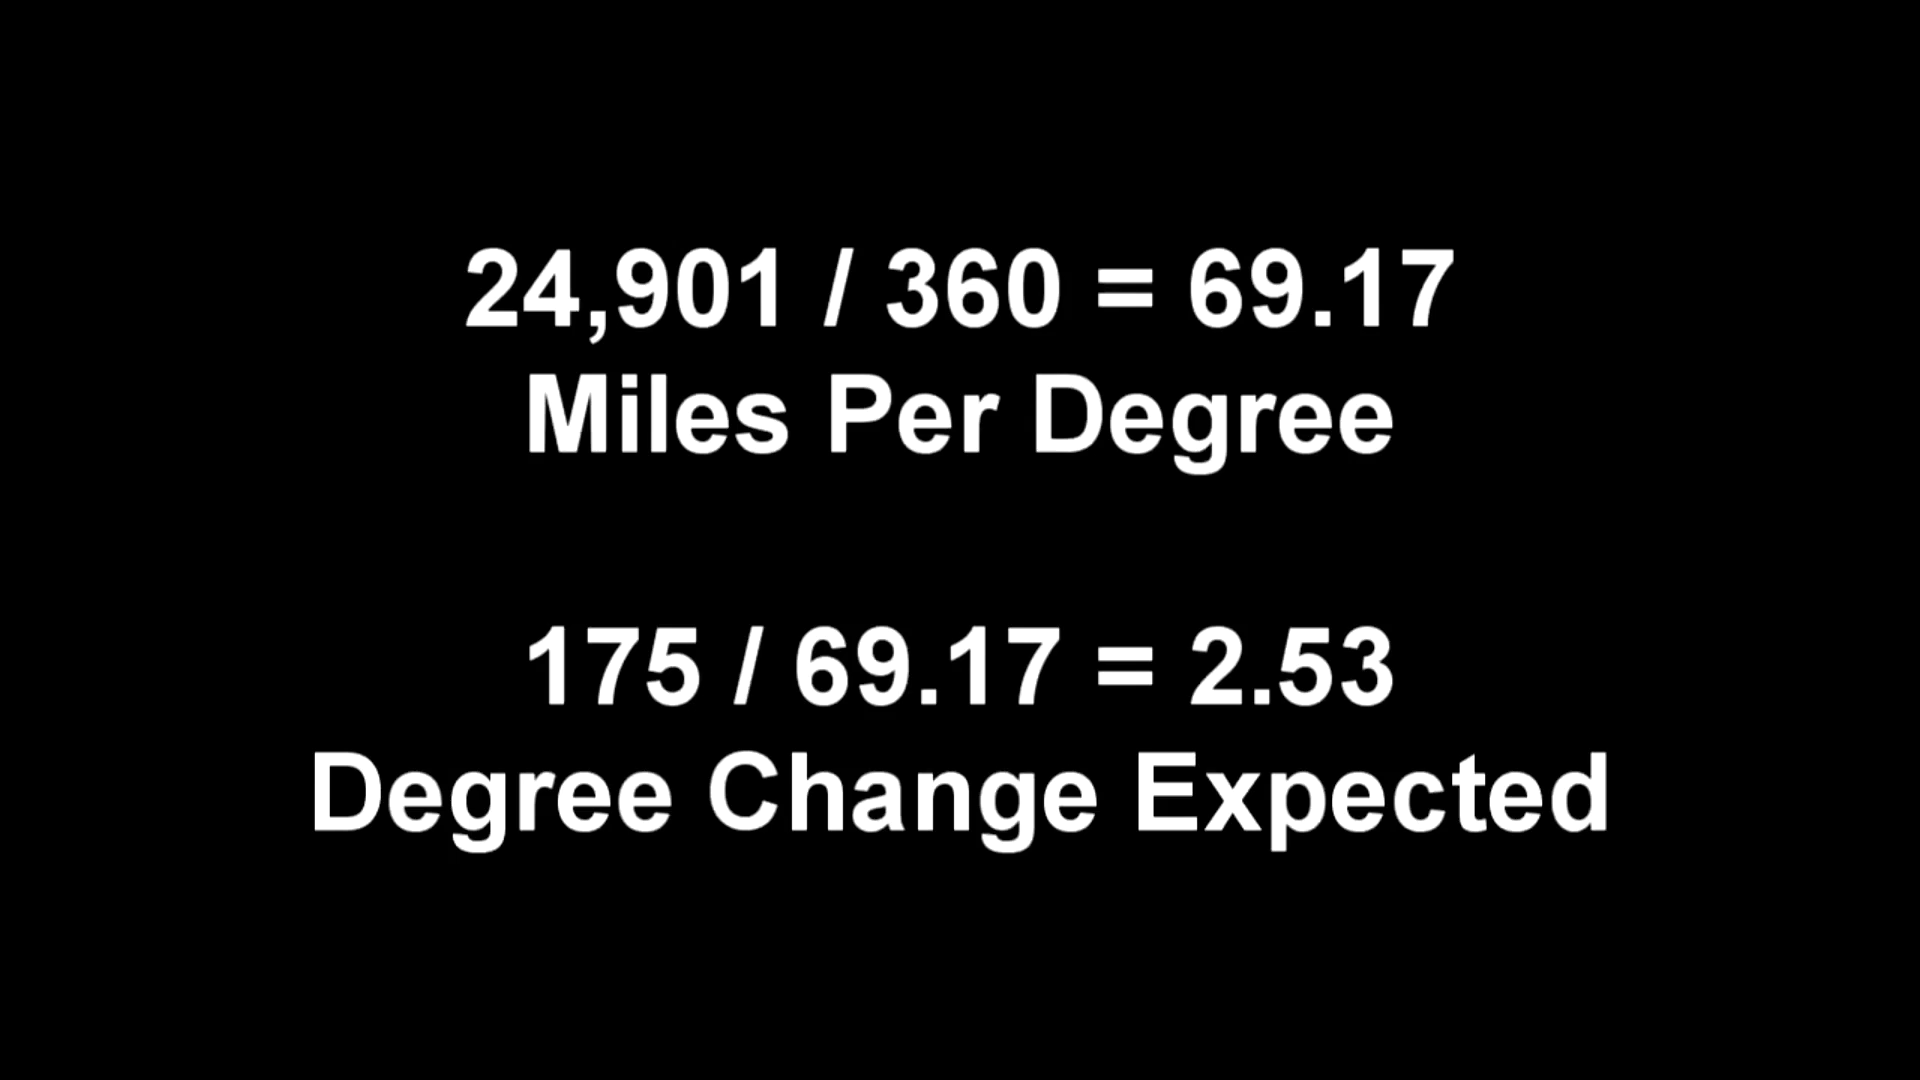 24,901 / 360 = 69.17
Miles Per Degree
175 / 69.17 = 2.53
Degree Change Expected